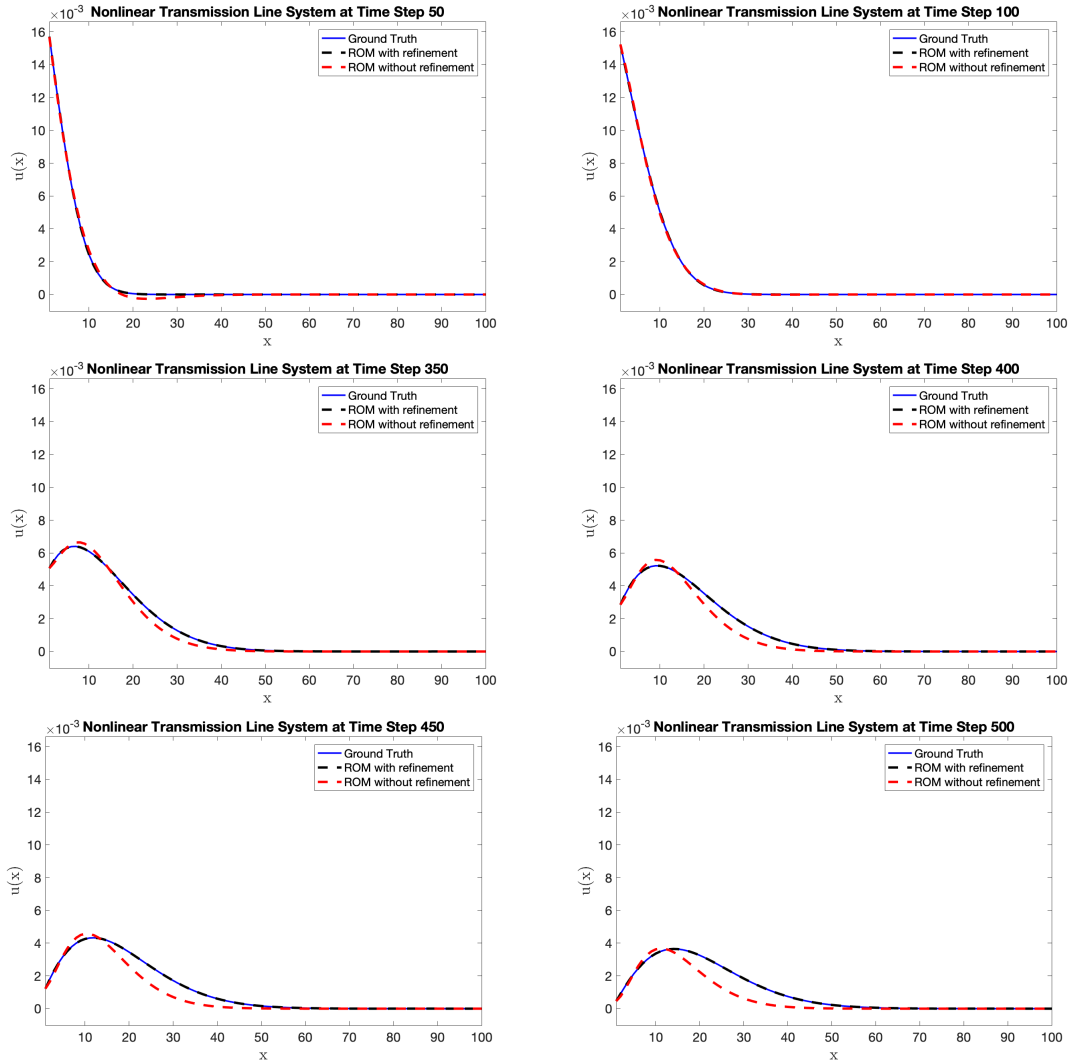 Nonlinear Transmission Line System at Time Step 50
×10⁻³
16
14
12
10
8
6
4
2
0
u(x)
Ground Truth
ROM with refinement
ROM without refinement
10 20 30 40 50 60 70 80 90 100
x
Nonlinear Transmission Line System at Time Step 100
×10⁻³
16
14
12
10
8
6
4
2
0
u(x)
Ground Truth
ROM with refinement
ROM without refinement
10 20 30 40 50 60 70 80 90 100
x
Nonlinear Transmission Line System at Time Step 350
×10⁻³
16
14
12
10
8
6
4
2
0
u(x)
Ground Truth
ROM with refinement
ROM without refinement
10 20 30 40 50 60 70 80 90 100
x
Nonlinear Transmission Line System at Time Step 400
×10⁻³
16
14
12
10
8
6
4
2
0
u(x)
Ground Truth
ROM with refinement
ROM without refinement
10 20 30 40 50 60 70 80 90 100
x
Nonlinear Transmission Line System at Time Step 450
×10⁻³
16
14
12
10
8
6
4
2
0
u(x)
Ground Truth
ROM with refinement
ROM without refinement
10 20 30 40 50 60 70 80 90 100
x
Nonlinear Transmission Line System at Time Step 500
×10⁻³
16
14
12
10
8
6
4
2
0
u(x)
Ground Truth
ROM with refinement
ROM without refinement
10 20 30 40 50 60 70 80 90 100
x